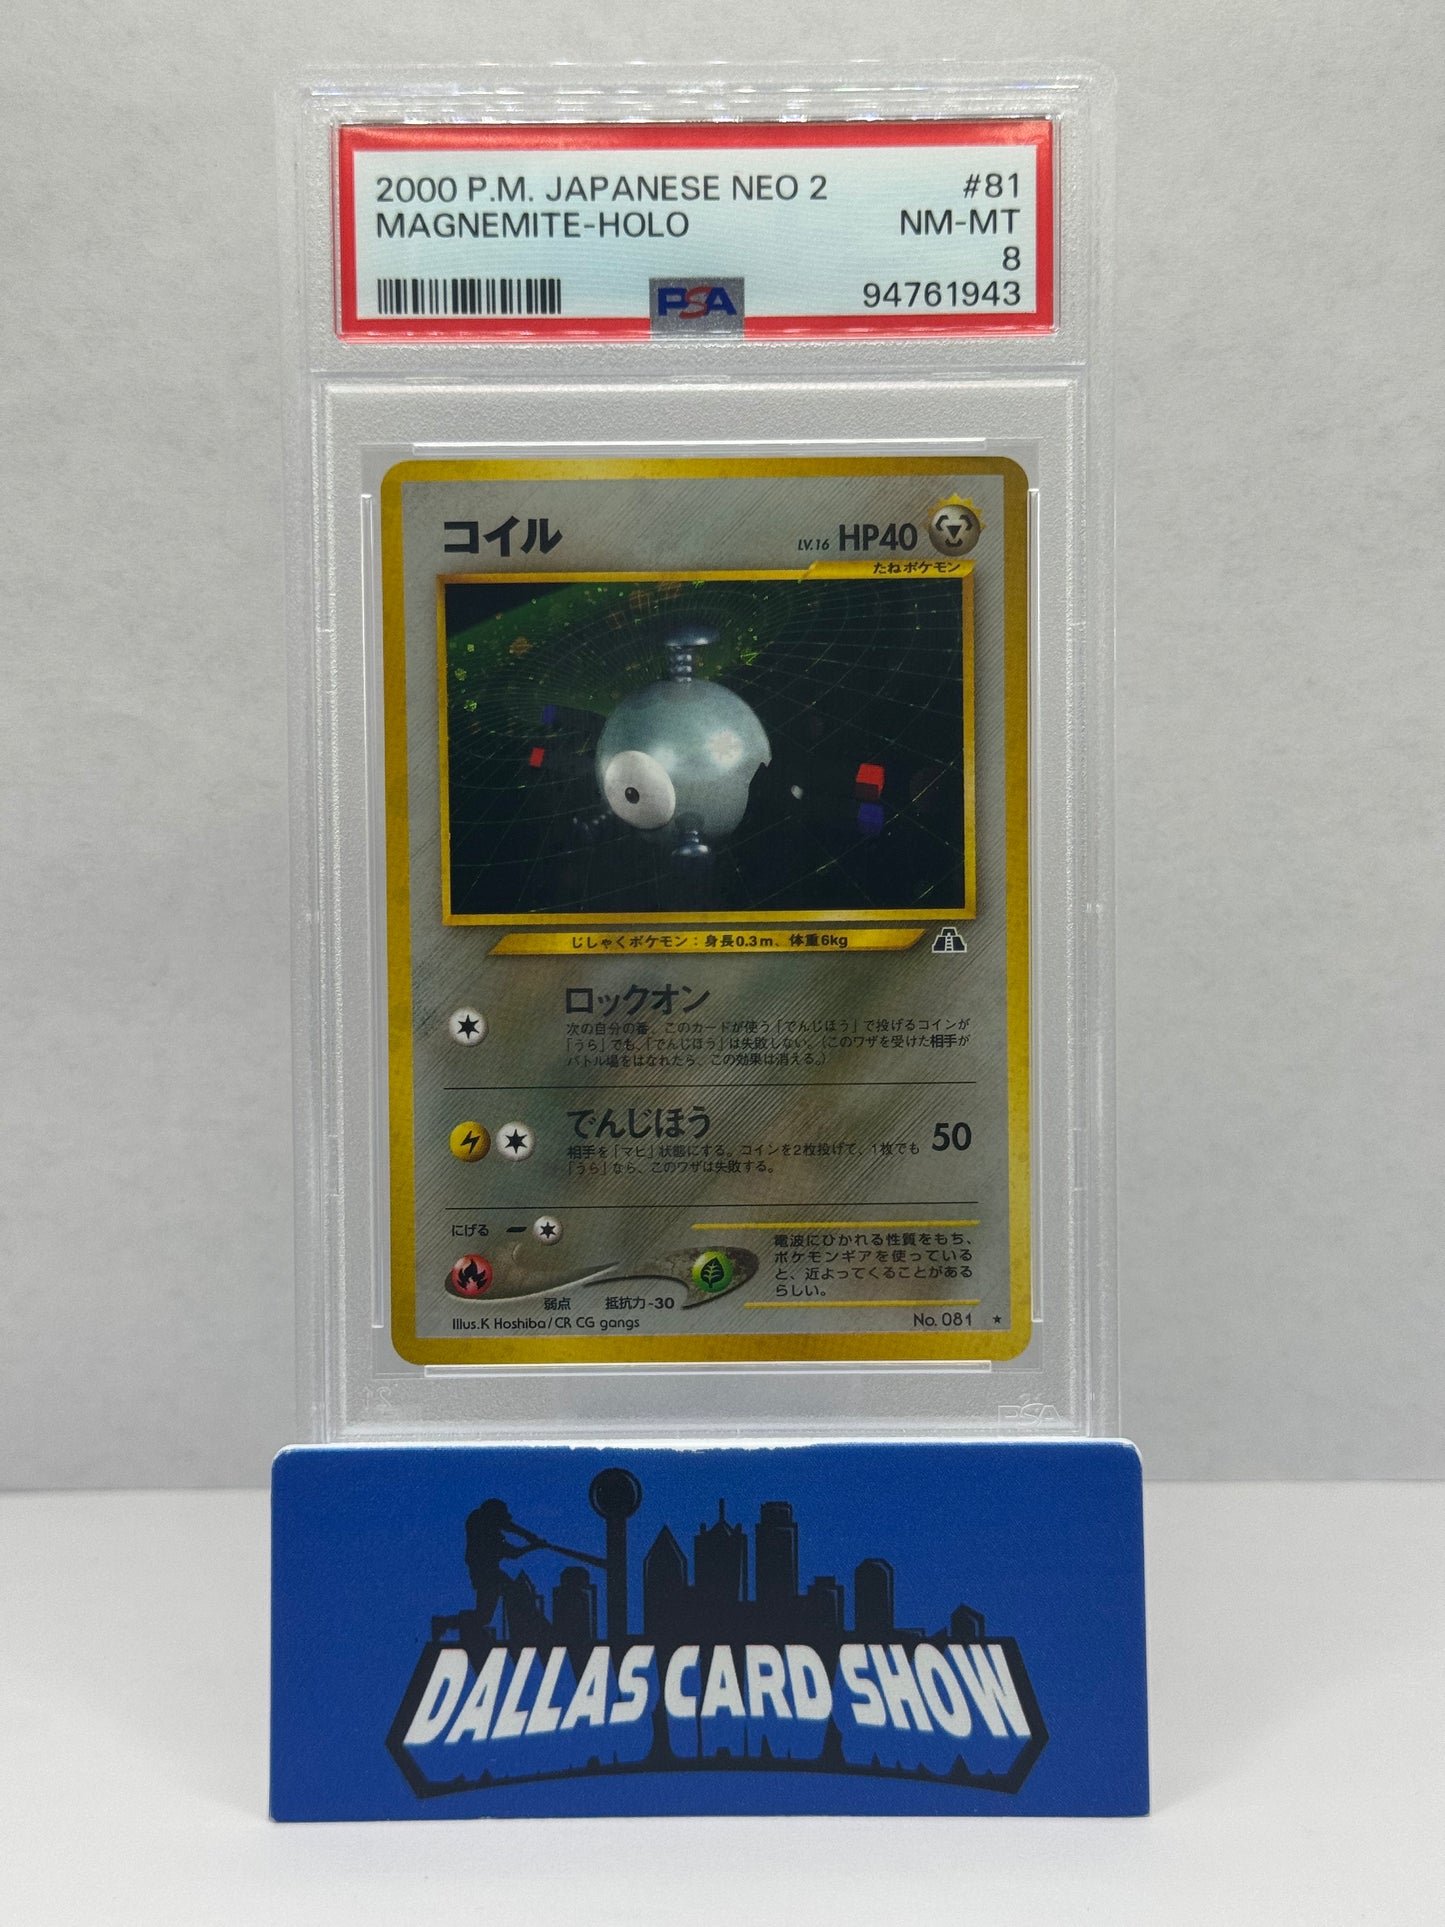 2000 P.M. JAPANESE NEO 2 #81
MAGNEMITE-HOLO NM-MT
8
PSA 94761943
コイル LV.16 HP40
たねポケモン
じしゃくポケモン：身長0.3m、体重6kg
ロックオン
次の自分の番、このカードが使う「でんじほう」で投げるコインが
「うら」でも、「でんじほう」は失敗しない。（このワザを受けた相手が
バトル場をはなれたら、この効果は消える。）
でんじほう 50
相手を「マヒ」状態にする。コインを2枚投げて、1枚でも
「うら」なら、このワザは失敗する。
にげる
弱点 抵抗力-30
電波にひかれる性質をもち、
ポケモンギアを使っている
と、近よってくることがある
らしい。
Illus.K Hoshiba/CR CG gangs No. 081
PSA
DALLAS CARD SHOW